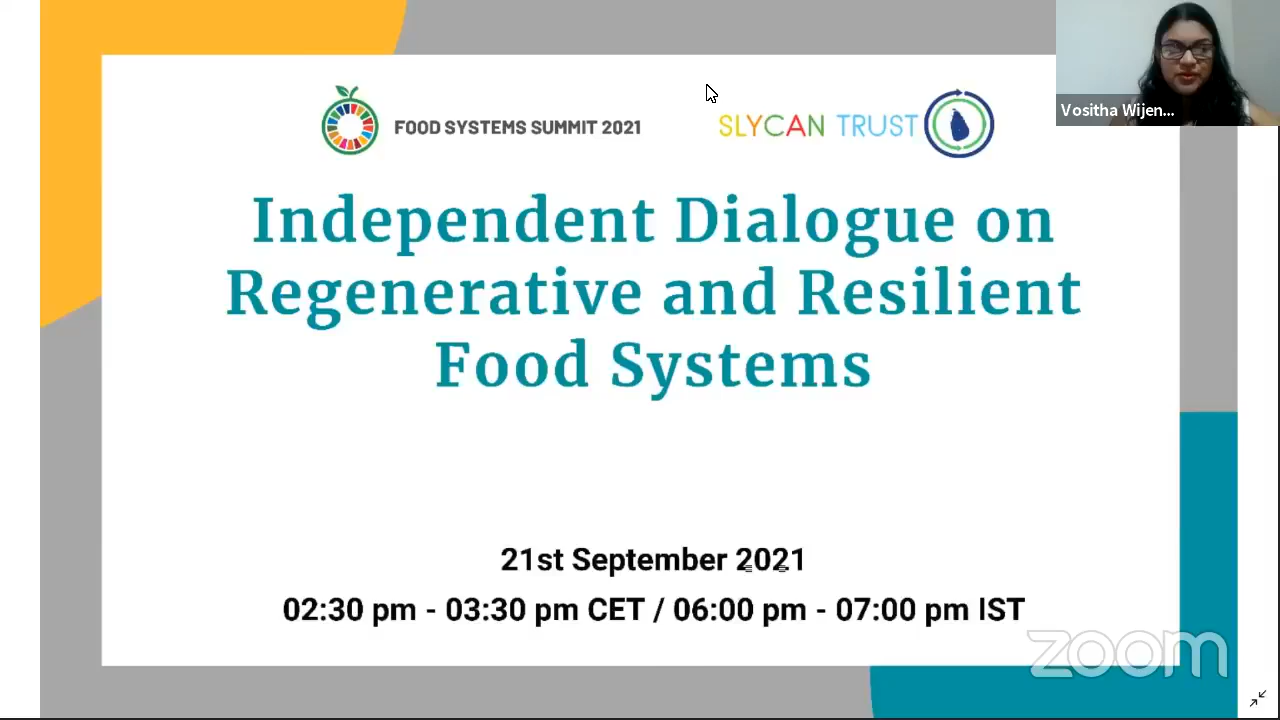 FOOD SYSTEMS SUMMIT 2021
SLYCAN TRUST
Vositha Wijen...
Independent Dialogue on
Regenerative and Resilient
Food Systems
21st September 2021
02:30 pm - 03:30 pm CET / 06:00 pm - 07:00 pm IST
zoom